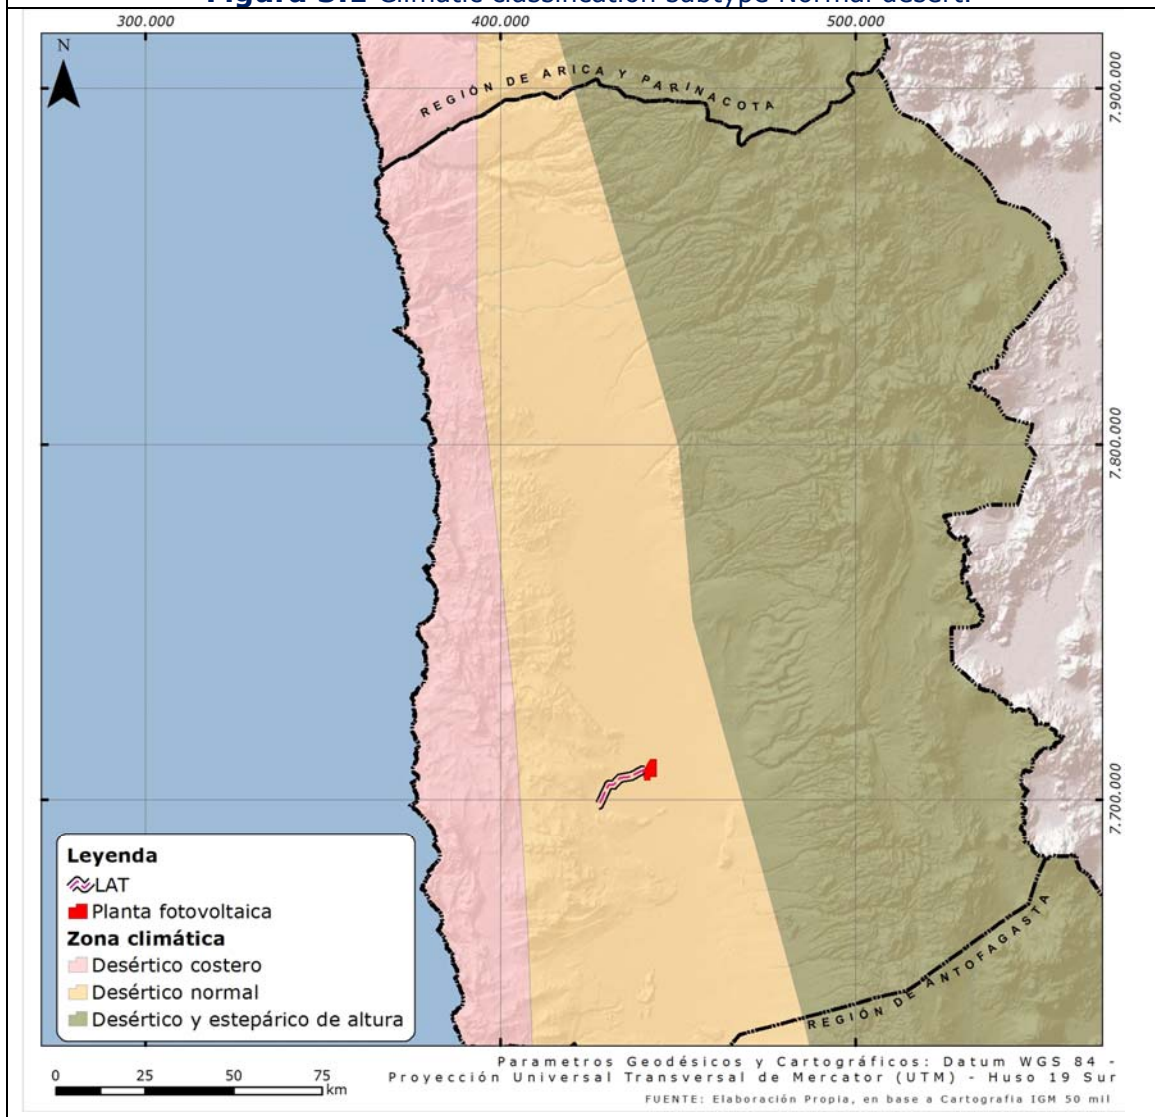 Figura 3.1 Climatic classification subtype Normal desert.
300.000 400.000 500.000
N
REGIÓN DE ARICA Y PARINACOTA
7.900.000
7.800.000
7.700.000
Leyenda
LAT
Planta fotovoltaica
Zona climática
Desértico costero
Desértico normal
Desértico y estepárico de altura
REGIÓN DE ANTOFAGASTA
0 25 50 75
km
Parametros Geodésicos y Cartográficos: Datum WGS 84 -
Proyección Universal Transversal de Mercator (UTM) - Huso 19 Sur
FUENTE: Elaboración Propia, en base a Cartografia IGM 50 mil